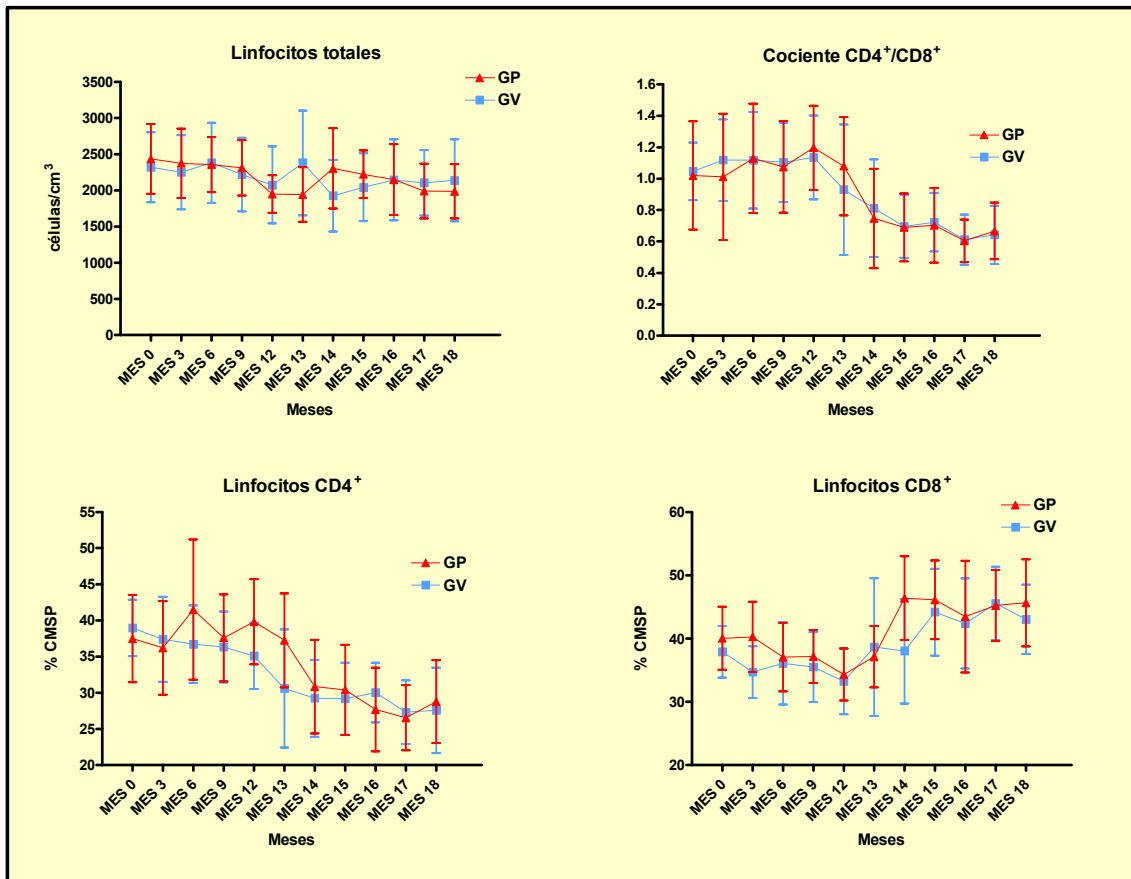 Linfocitos totales
GP
GV
células/cm³
3500
3000
2500
2000
1500
1000
500
0
MES 0
MES 3
MES 6
MES 9
MES 12
MES 13
MES 14
MES 15
MES 16
MES 17
MES 18
Meses
Cociente CD4⁺/CD8⁺
GP
GV
1.6
1.4
1.2
1.0
0.8
0.6
0.4
0.2
0.0
MES 0
MES 3
MES 6
MES 9
MES 12
MES 13
MES 14
MES 15
MES 16
MES 17
MES 18
Meses
Linfocitos CD4⁺
GP
GV
% CMSP
55
50
45
40
35
30
25
20
MES 0
MES 3
MES 6
MES 9
MES 12
MES 13
MES 14
MES 15
MES 16
MES 17
MES 18
Meses
Linfocitos CD8⁺
GP
GV
% CMSP
60
50
40
30
20
MES 0
MES 3
MES 6
MES 9
MES 12
MES 13
MES 14
MES 15
MES 16
MES 17
MES 18
Meses